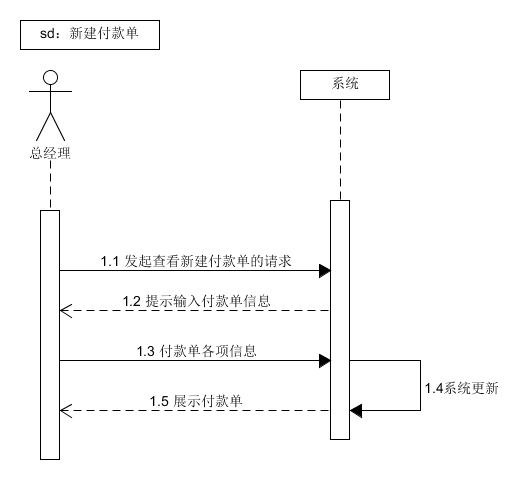 sd：新建付款单
系统
总经理
1.1 发起查看新建付款单的请求
1.2 提示输入付款单信息
1.3 付款单各项信息
1.4系统更新
1.5 展示付款单